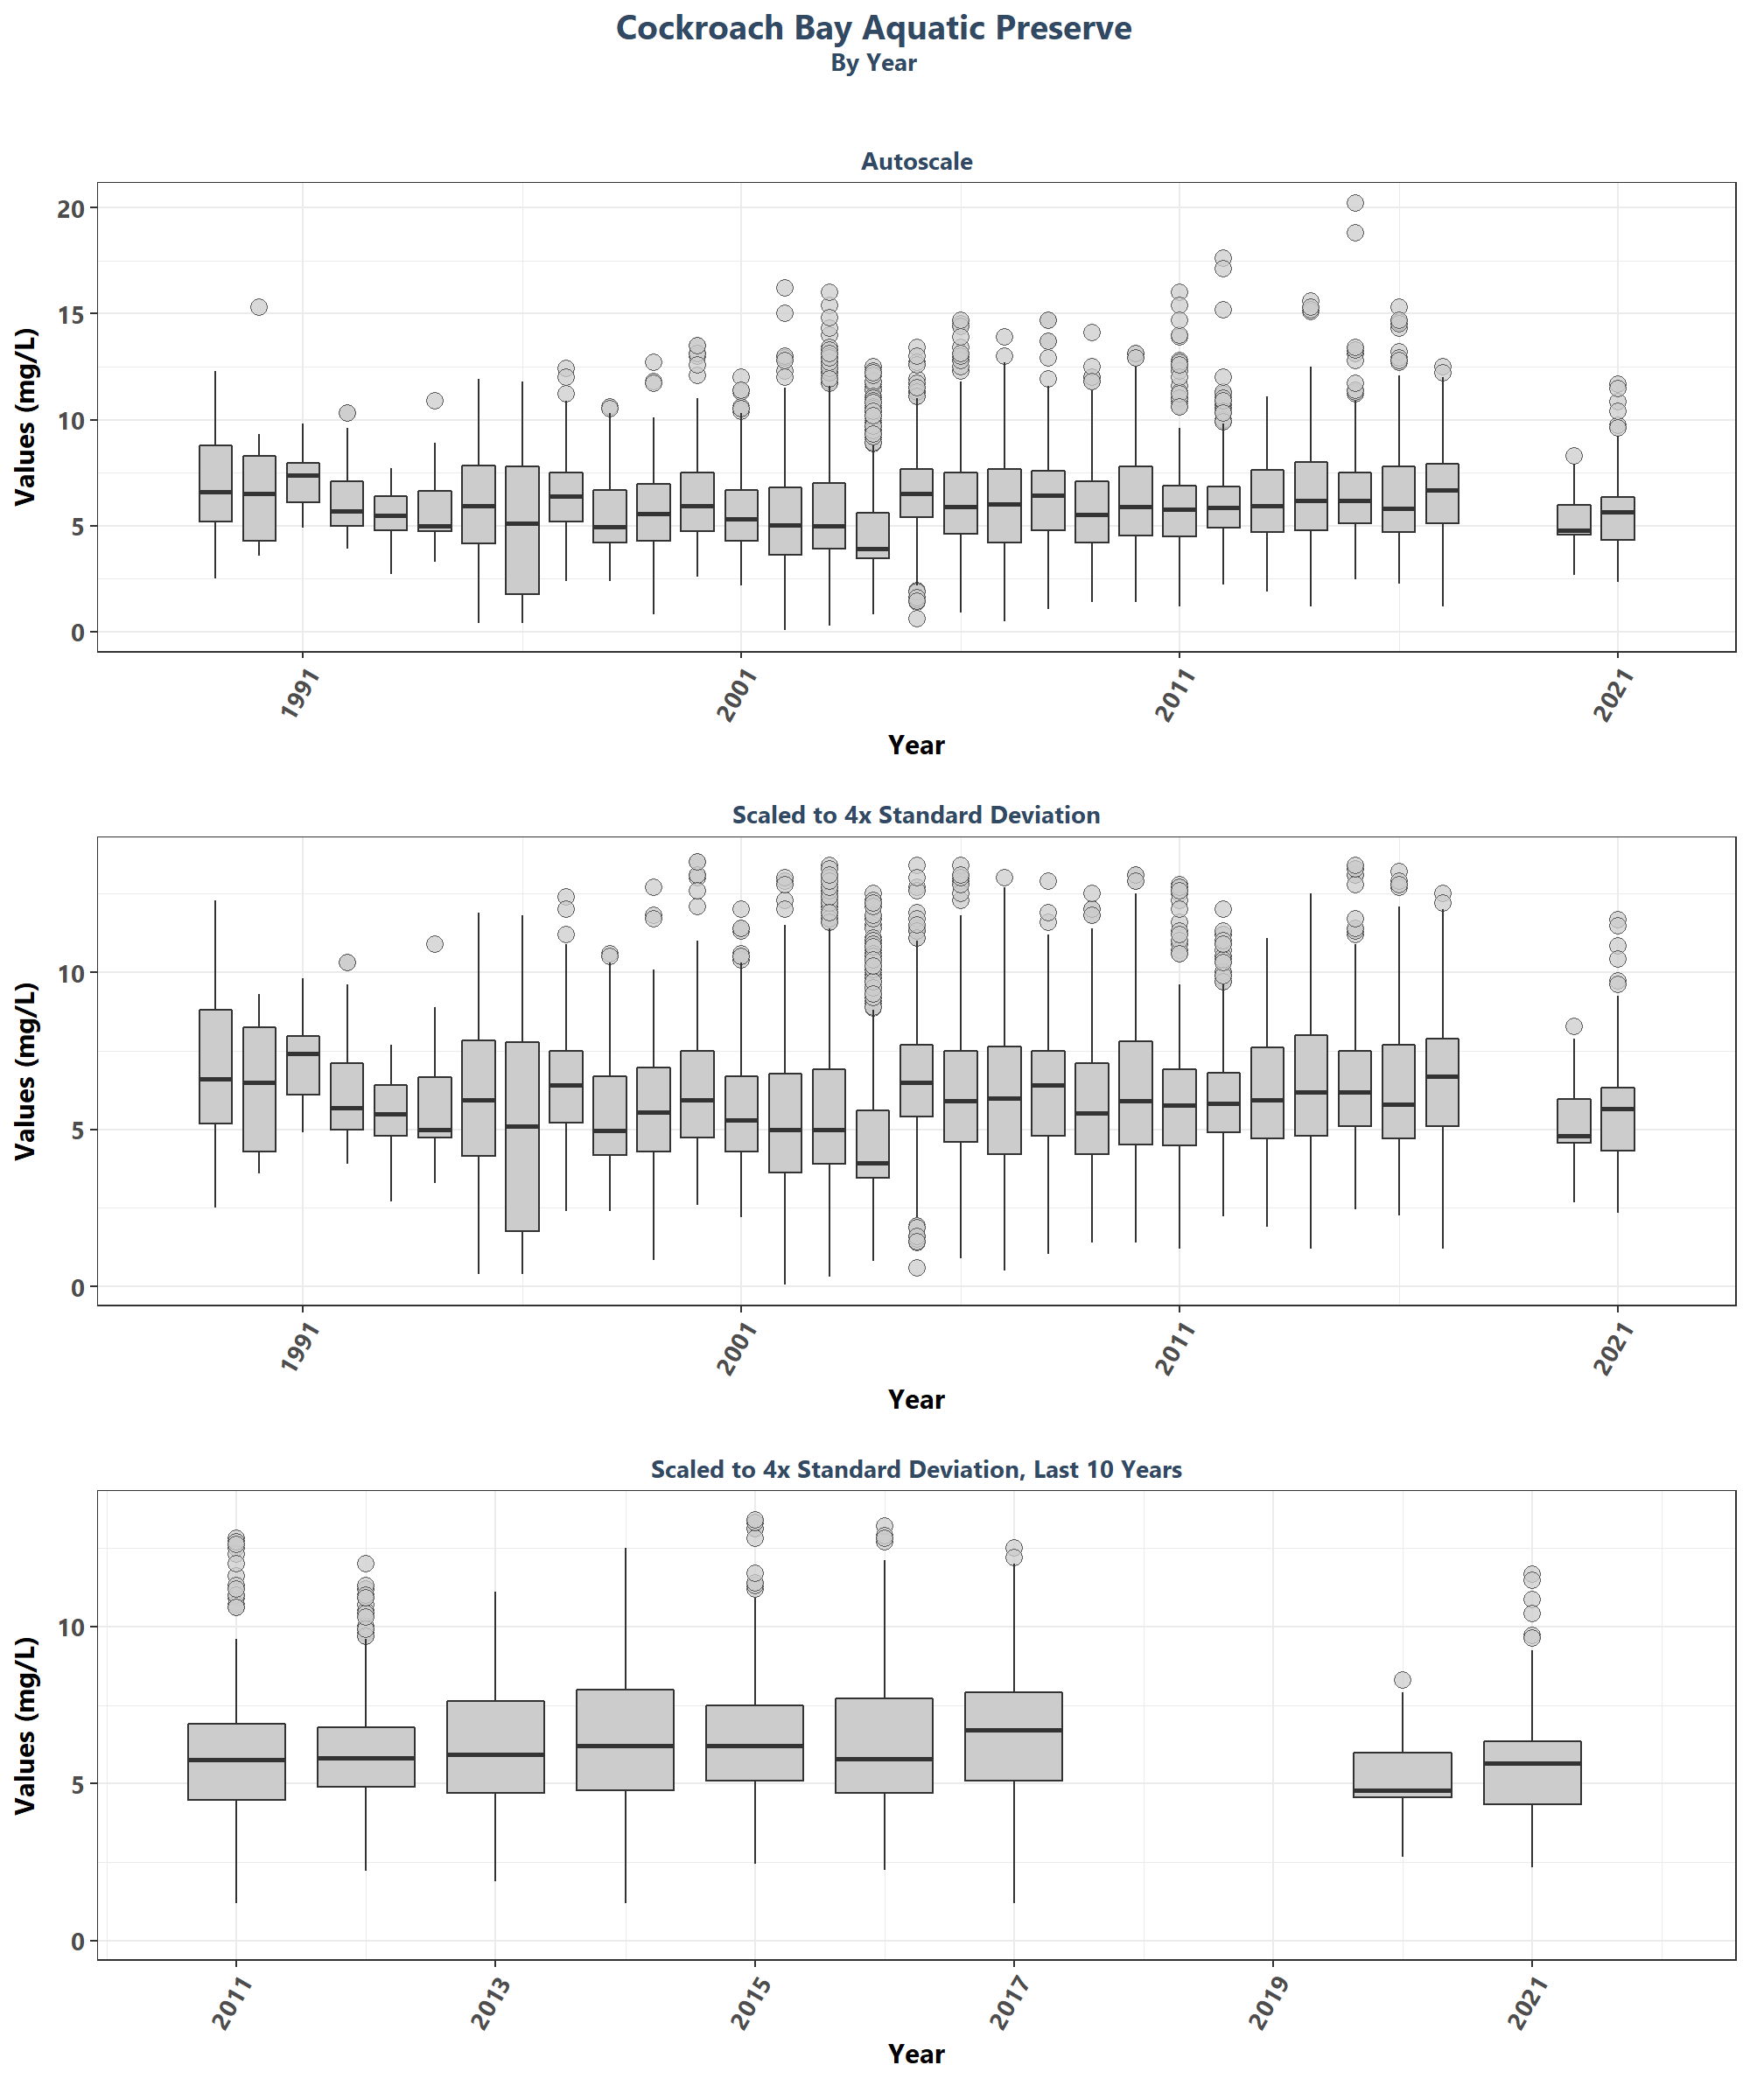 Cockroach Bay Aquatic Preserve
By Year
Autoscale
Values (mg/L)
20
15
10
5
0
1991
2001
2011
2021
Year
Scaled to 4x Standard Deviation
Values (mg/L)
10
5
0
1991
2001
2011
2021
Year
Scaled to 4x Standard Deviation, Last 10 Years
Values (mg/L)
10
5
0
2011
2013
2015
2017
2019
2021
Year